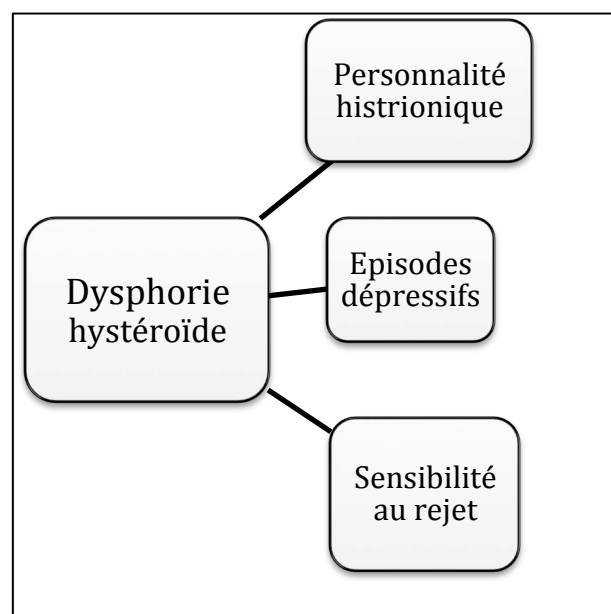 Personnalité
histrionique
Dysphorie
hystéroïde
Episodes
dépressifs
Sensibilité
au rejet